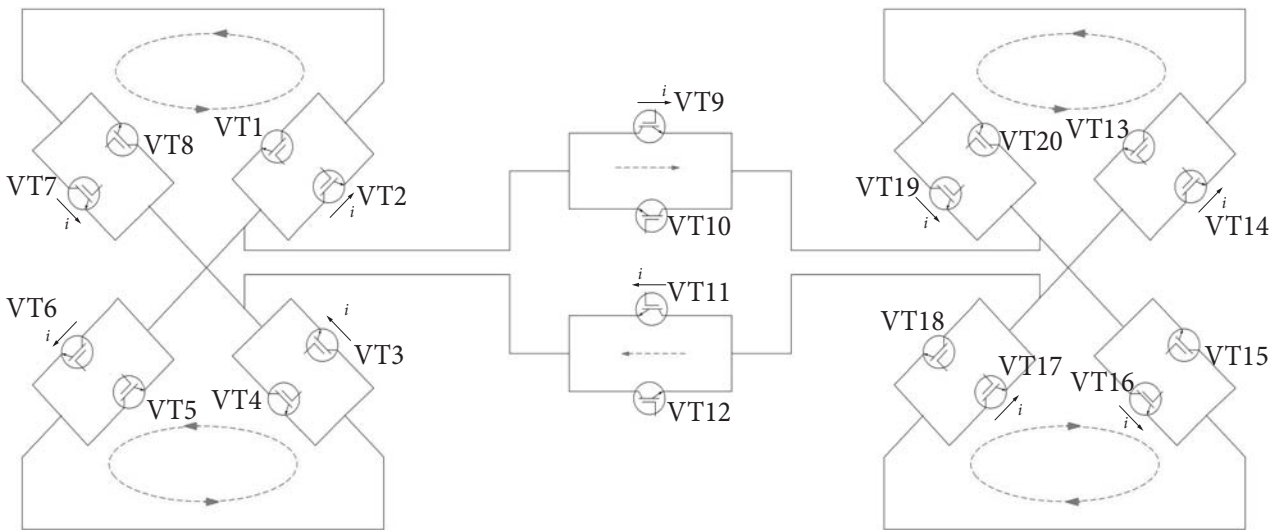 i VT9
VT8 VT1
VT20 VT13
VT7 i
VT2 i
VT19 i
VT14 i
VT10
i VT11
VT6 i
VT3 i
VT18
VT15
VT5 VT4
VT17 i
VT16 i
VT12